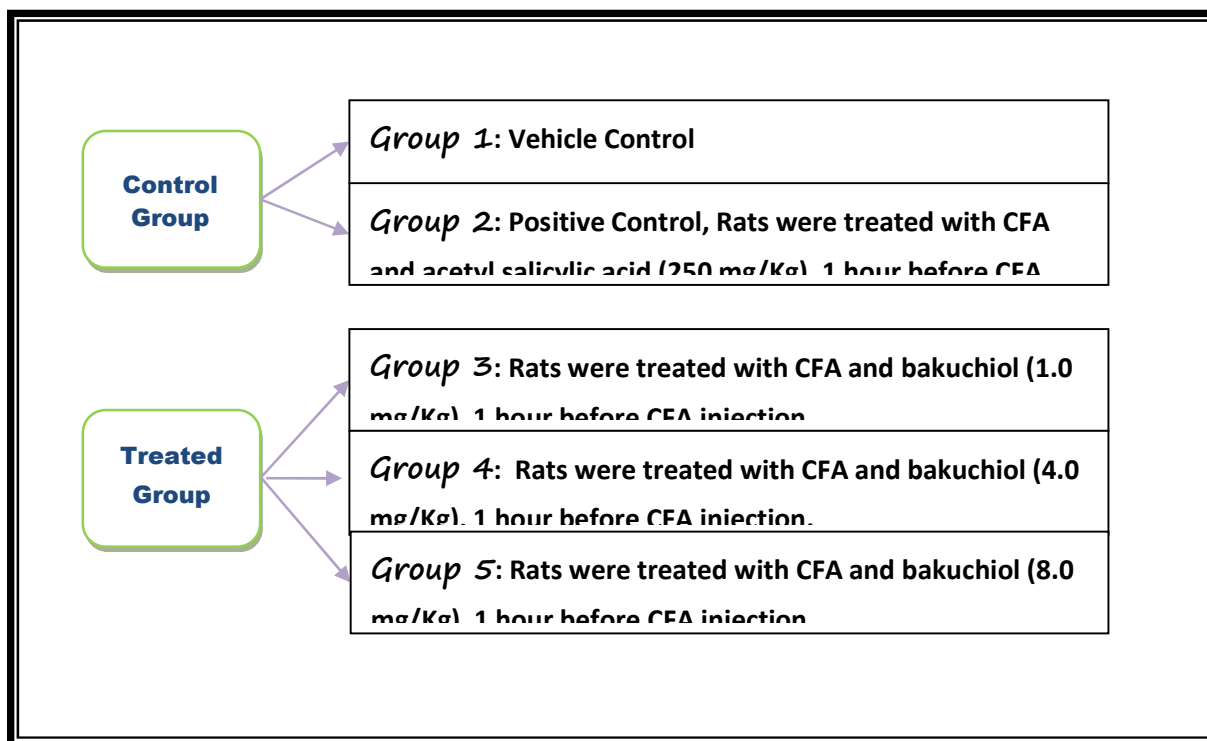 Control
Group
Group 1: Vehicle Control
Group 2: Positive Control, Rats were treated with CFA
and acetyl salicylic acid (250 mg/Kg), 1 hour before CFA
Treated
Group
Group 3: Rats were treated with CFA and bakuchiol (1.0
mg/Kg), 1 hour before CFA injection
Group 4: Rats were treated with CFA and bakuchiol (4.0
mg/Kg), 1 hour before CFA injection.
Group 5: Rats were treated with CFA and bakuchiol (8.0
mg/Kg), 1 hour before CFA injection